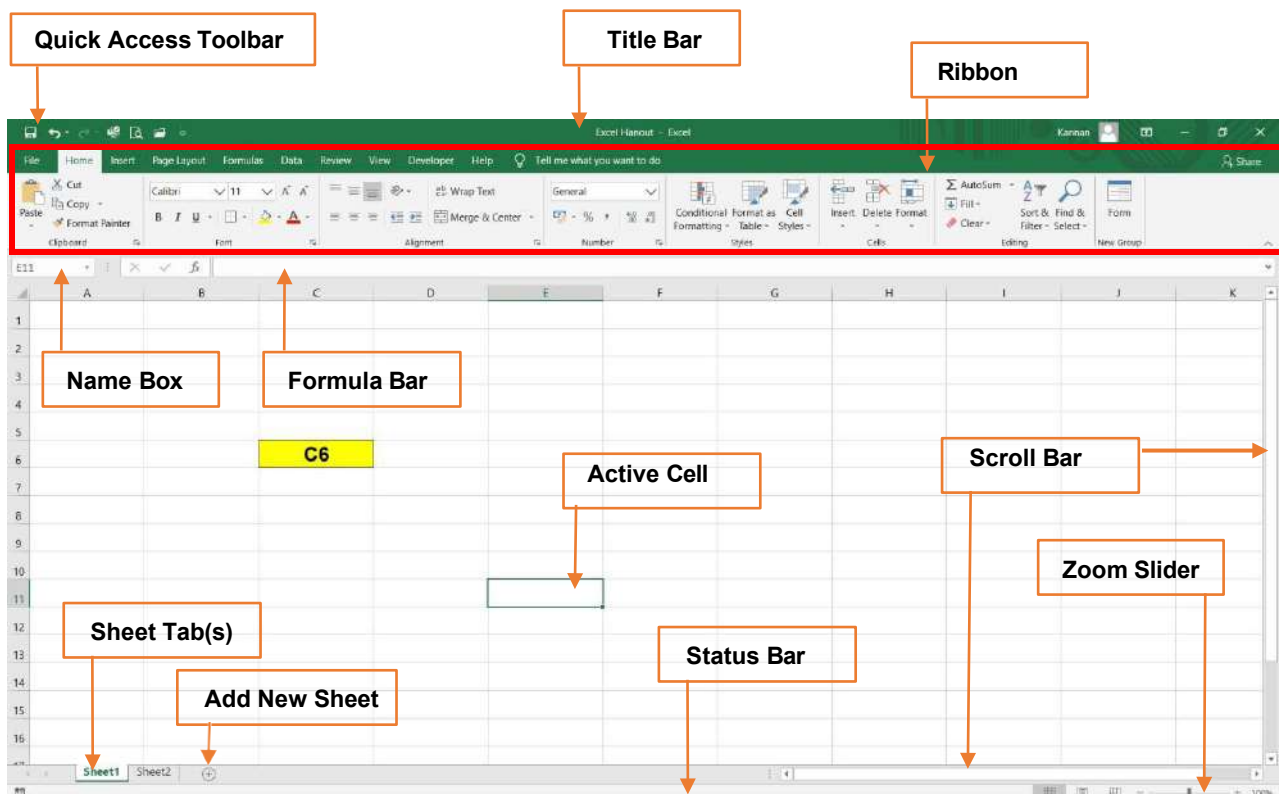 Quick Access Toolbar
Title Bar
Ribbon
Excel Hanout - Excel
Kannan
File Home Insert Page Layout Formulas Data Review View Developer Help Tell me what you want to do Share
Paste
Cut
Copy
Format Painter
Clipboard
Calibri 11
B I U
A
Font
Wrap Text
Merge & Center
Alignment
General
%
Number
Conditional Formatting
Format as Table
Cell Styles
Styles
Insert Delete Format
Cells
AutoSum
Fill
Clear
Sort & Filter
Find & Select
Editing
Form
New Group
E11 fx
A B C D E F G H I J K
1
2
3
4
5
6
7
8
9
10
11
12
13
14
15
16
Name Box
Formula Bar
C6
Active Cell
Scroll Bar
Zoom Slider
Sheet Tab(s)
Status Bar
Add New Sheet
Sheet1 Sheet2
100%